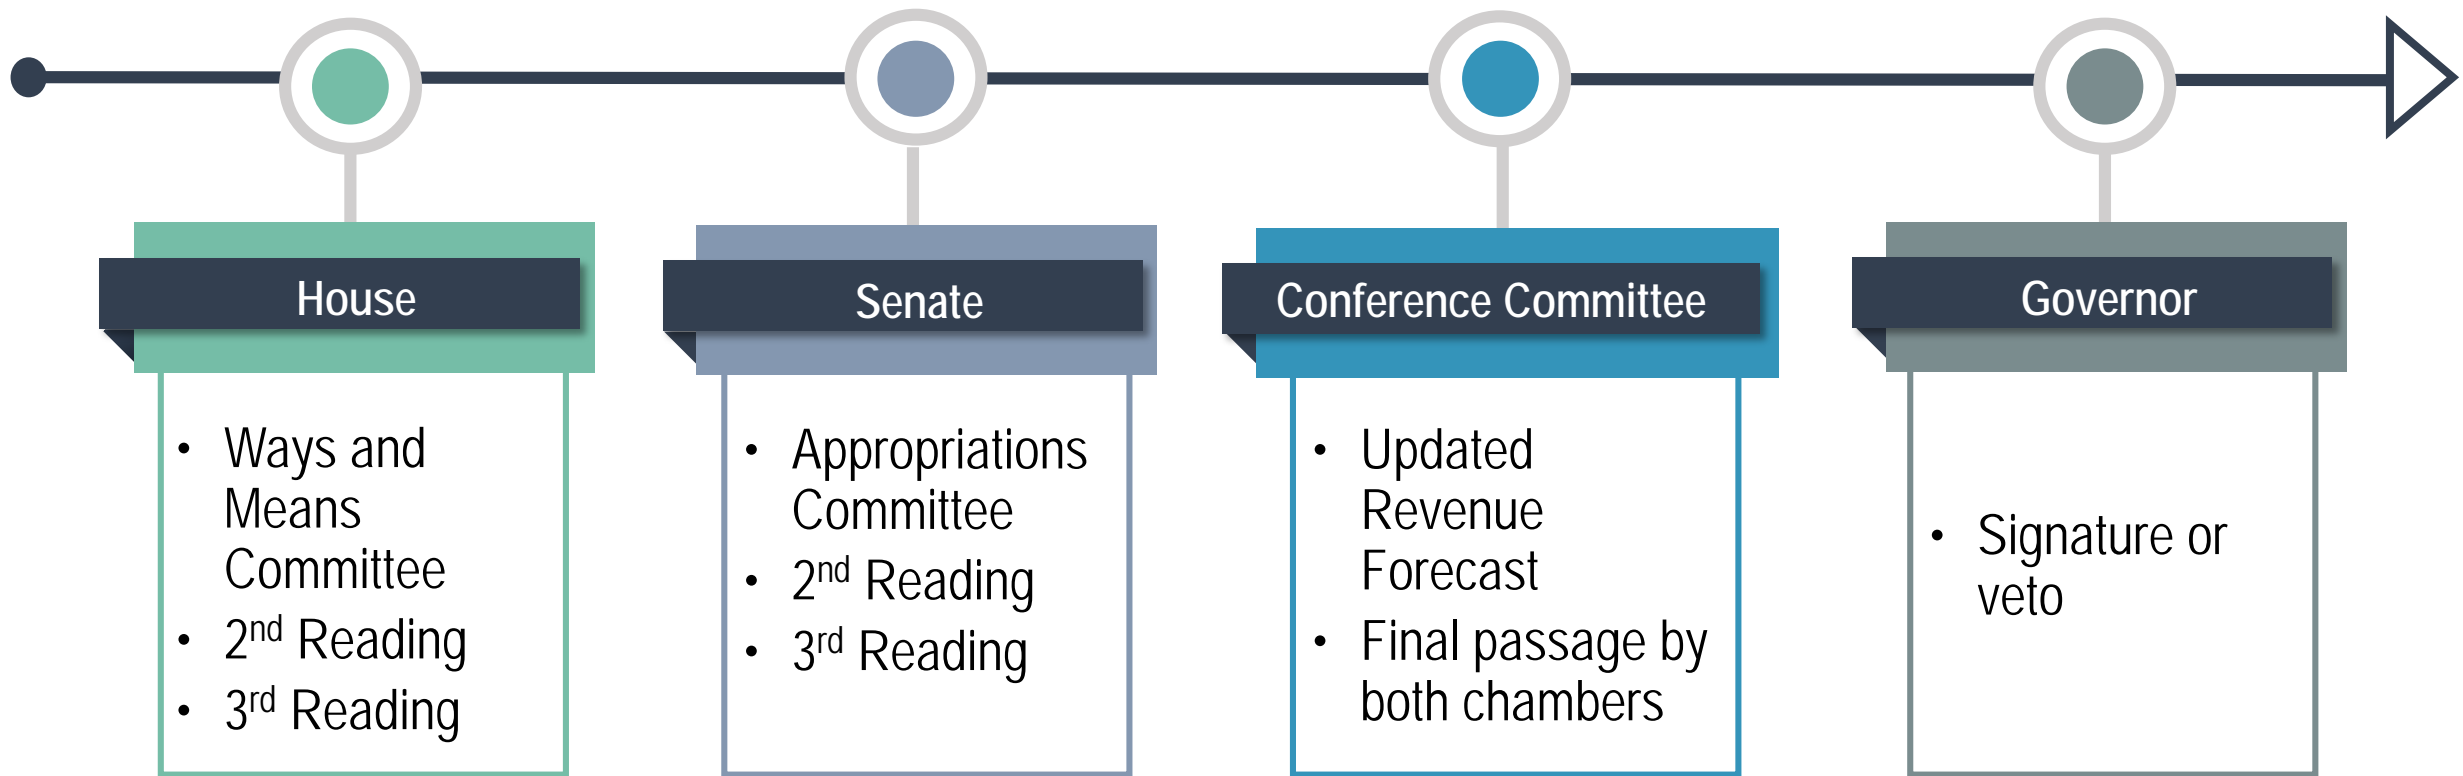 House
• Ways and
Means
Committee
• 2nd Reading
• 3rd Reading
Senate
• Appropriations
Committee
• 2nd Reading
• 3rd Reading
Conference Committee
• Updated
Revenue
Forecast
• Final passage by
both chambers
Governor
• Signature or
veto